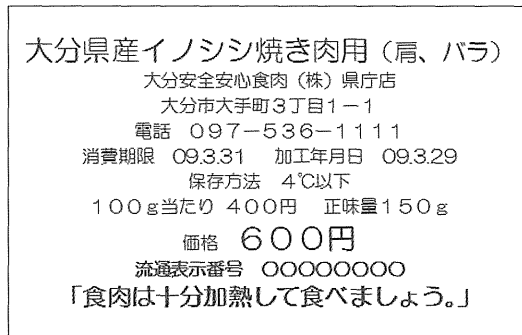 大分県産イノシシ焼き肉用（肩、バラ）
大分安全安心食肉（株）県庁店
大分市大手町３丁目１－１
電話　０９７－５３６－１１１１
消費期限　09.3.31　加工年月日　09.3.29
保存方法　４℃以下
１００ｇ当たり　４００円　正味量１５０ｇ
価格　６００円
流通表示番号　〇〇〇〇〇〇〇〇
「食肉は十分加熱して食べましょう。」